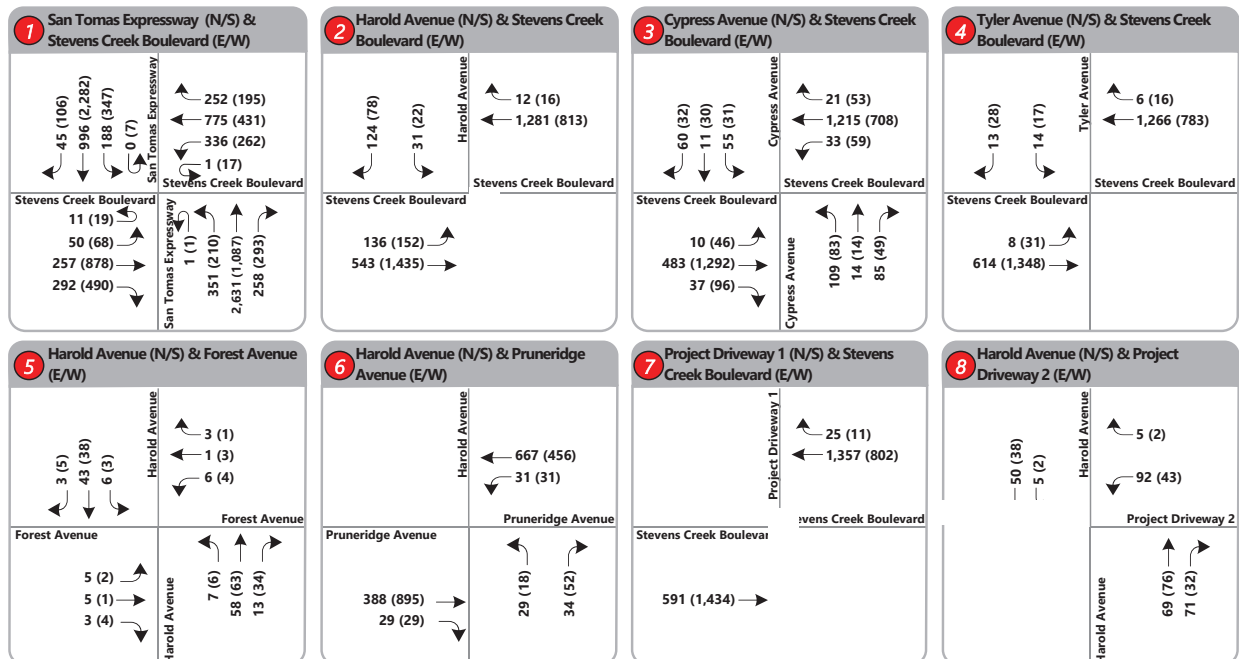 1
San Tomas Expressway (N/S) &
Stevens Creek Boulevard (E/W)
45 (106)
996 (2,282)
188 (347)
0 (7)
San Tomas Expressway
252 (195)
775 (431)
336 (262)
1 (17)
Stevens Creek Boulevard
Stevens Creek Boulevard
11 (19)
50 (68)
257 (878)
292 (490)
San Tomas Expressway
1 (1)
351 (210)
2,631 (1,087)
258 (293)
2
Harold Avenue (N/S) & Stevens Creek
Boulevard (E/W)
124 (78)
31 (22)
Harold Avenue
12 (16)
1,281 (813)
Stevens Creek Boulevard
Stevens Creek Boulevard
136 (152)
543 (1,435)
3
Cypress Avenue (N/S) & Stevens Creek
Boulevard (E/W)
60 (32)
11 (30)
55 (31)
Cypress Avenue
21 (53)
1,215 (708)
33 (59)
Stevens Creek Boulevard
Stevens Creek Boulevard
10 (46)
483 (1,292)
37 (96)
Cypress Avenue
109 (83)
14 (14)
85 (49)
4
Tyler Avenue (N/S) & Stevens Creek
Boulevard (E/W)
13 (28)
14 (17)
Tyler Avenue
6 (16)
1,266 (783)
Stevens Creek Boulevard
Stevens Creek Boulevard
8 (31)
614 (1,348)
5
Harold Avenue (N/S) & Forest Avenue
(E/W)
3 (5)
43 (38)
6 (3)
Harold Avenue
3 (1)
1 (3)
6 (4)
Forest Avenue
Forest Avenue
5 (2)
5 (1)
3 (4)
Harold Avenue
7 (6)
58 (63)
13 (34)
6
Harold Avenue (N/S) & Pruneridge
Avenue (E/W)
Harold Avenue
667 (456)
31 (31)
Pruneridge Avenue
Pruneridge Avenue
388 (895)
29 (29)
29 (18)
34 (52)
7
Project Driveway 1 (N/S) & Stevens
Creek Boulevard (E/W)
Project Driveway 1
25 (11)
1,357 (802)
evens Creek Boulevard
Stevens Creek Boulevar
591 (1,434)
8
Harold Avenue (N/S) & Project
Driveway 2 (E/W)
50 (38)
5 (2)
Harold Avenue
5 (2)
92 (43)
Project Driveway 2
Harold Avenue
69 (76)
71 (32)